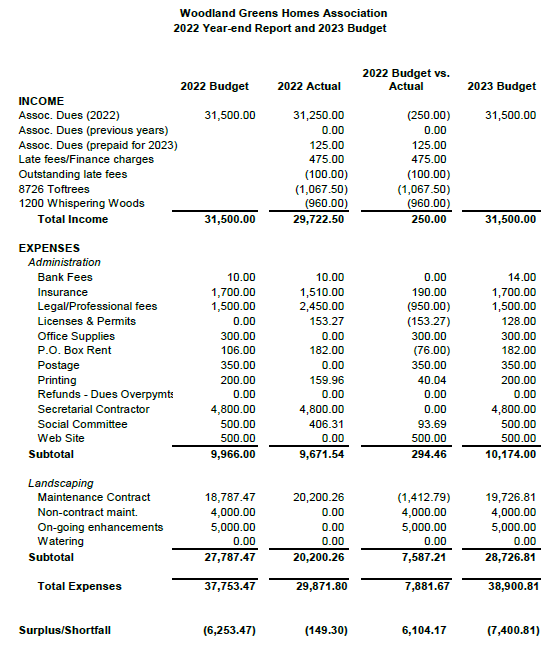 Woodland Greens Homes Association
2022 Year-end Report and 2023 Budget
2022 Budget vs.
2022 Budget 2022 Actual Actual 2023 Budget
INCOME
Assoc. Dues (2022) 31,500.00 31,250.00 (250.00) 31,500.00
Assoc. Dues (previous years) 0.00 0.00
Assoc. Dues (prepaid for 2023) 125.00 125.00
Late fees/Finance charges 475.00 475.00
Outstanding late fees (100.00) (100.00)
8726 Toftrees (1,067.50) (1,067.50)
1200 Whispering Woods (960.00) (960.00)
Total Income 31,500.00 29,722.50 250.00 31,500.00
EXPENSES
Administration
Bank Fees 10.00 10.00 0.00 14.00
Insurance 1,700.00 1,510.00 190.00 1,700.00
Legal/Professional fees 1,500.00 2,450.00 (950.00) 1,500.00
Licenses & Permits 0.00 153.27 (153.27) 128.00
Office Supplies 300.00 0.00 300.00 300.00
P.O. Box Rent 106.00 182.00 (76.00) 182.00
Postage 350.00 0.00 350.00 350.00
Printing 200.00 159.96 40.04 200.00
Refunds - Dues Overpymts 0.00 0.00 0.00 0.00
Secretarial Contractor 4,800.00 4,800.00 0.00 4,800.00
Social Committee 500.00 406.31 93.69 500.00
Web Site 500.00 0.00 500.00 500.00
Subtotal 9,966.00 9,671.54 294.46 10,174.00
Landscaping
Maintenance Contract 18,787.47 20,200.26 (1,412.79) 19,726.81
Non-contract maint. 4,000.00 0.00 4,000.00 4,000.00
On-going enhancements 5,000.00 0.00 5,000.00 5,000.00
Watering 0.00 0.00 0.00 0.00
Subtotal 27,787.47 20,200.26 7,587.21 28,726.81
Total Expenses 37,753.47 29,871.80 7,881.67 38,900.81
Surplus/Shortfall (6,253.47) (149.30) 6,104.17 (7,400.81)